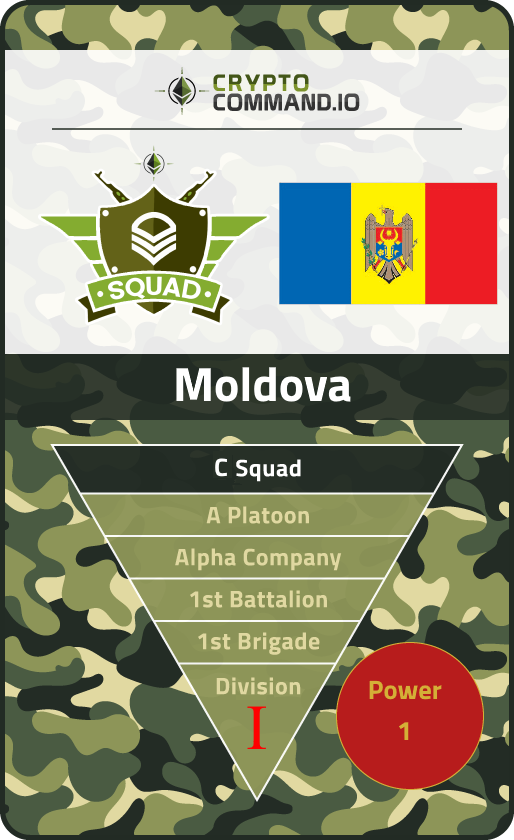 CRYPTO
COMMAND.IO
SQUAD
Moldova
C Squad
A Platoon
Alpha Company
1st Battalion
1st Brigade
Division
I
Power
1